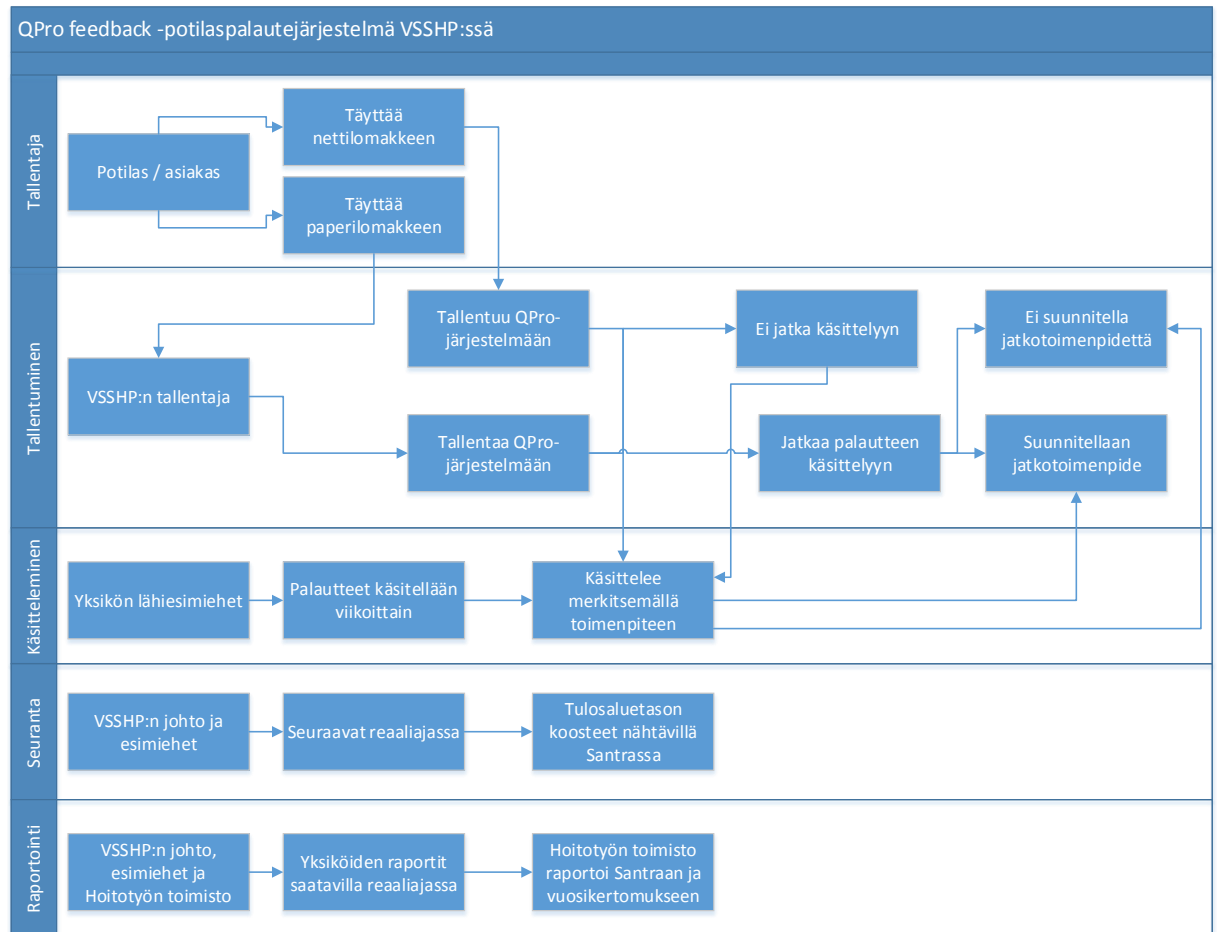 QPro feedback -potilaspalautejärjestelmä VSSHP:ssä
Tallentaja
Potilas / asiakas
Täyttää
nettilomakkeen
Täyttää
paperilomakkeen
Tallentuminen
VSSHP:n tallentaja
Tallentuu QPro-
järjestelmään
Tallentaa QPro-
järjestelmään
Ei jatka käsittelyyn
Jatkaa palautteen
käsittelyyn
Ei suunnitella
jatkotoimenpidettä
Suunnitellaan
jatkotoimenpide
Käsitteleminen
Yksikön lähiesimiehet
Palautteet käsitellään
viikoittain
Käsittelee
merkitsemällä
toimenpiteen
Seuranta
VSSHP:n johto ja
esimiehet
Seuraavat reaaliajassa
Tulosaluetason
koosteet nähtävillä
Santrassa
Raportointi
VSSHP:n johto,
esimiehet ja
Hoitotyön toimisto
Yksiköiden raportit
saatavilla reaaliajassa
Hoitotyön toimisto
raportoi Santraan ja
vuosikertomukseen